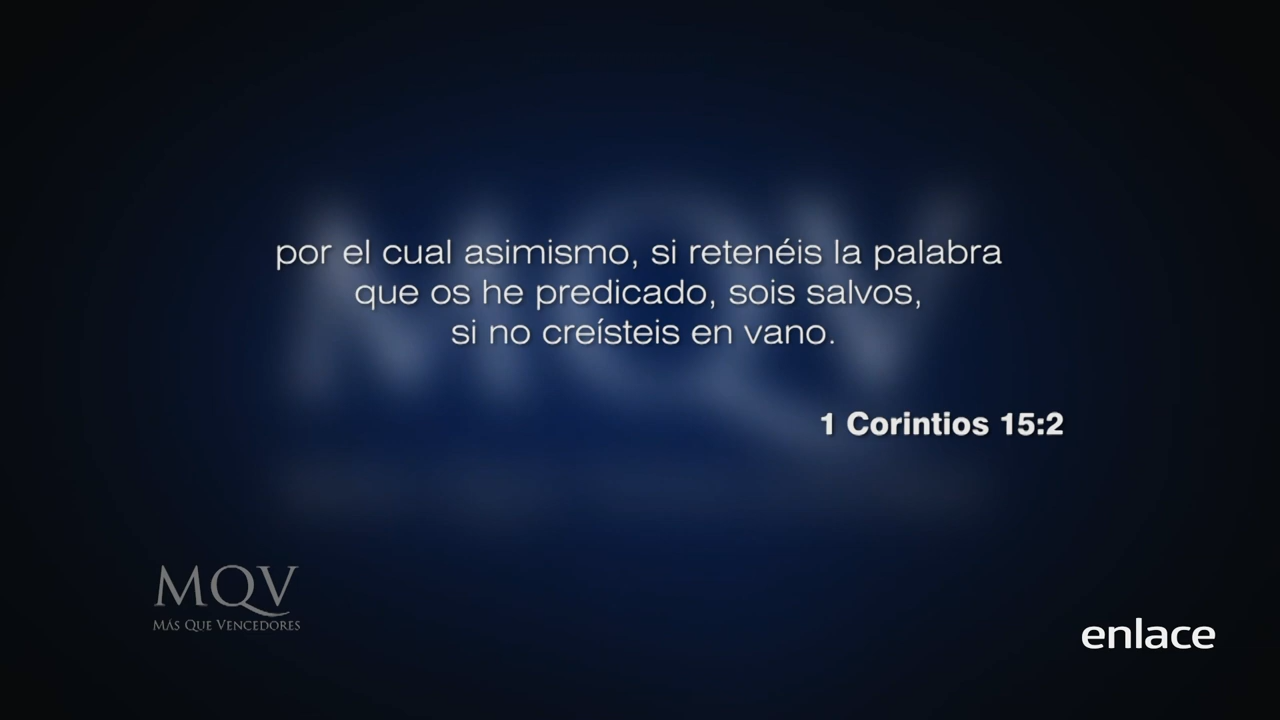 por el cual asimismo, si retenéis la palabra
que os he predicado, sois salvos,
si no creísteis en vano.
1 Corintios 15:2
MQV
MÁS QUE VENCEDORES
enlace